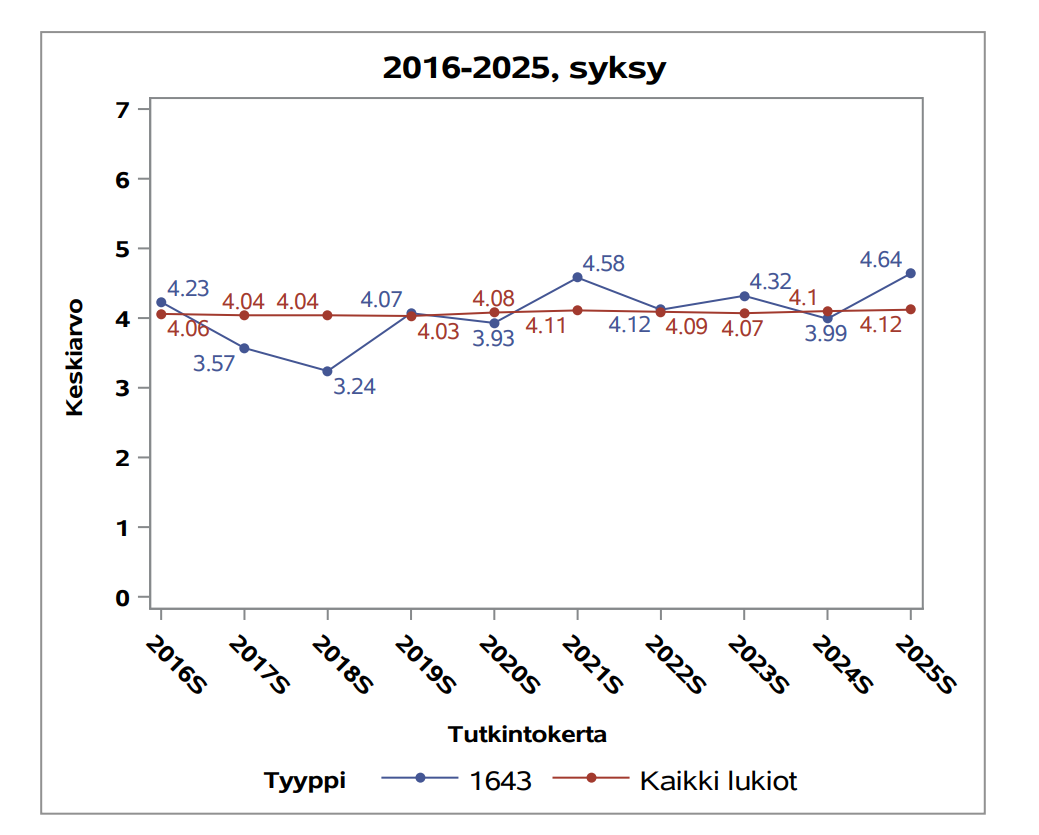 2016-2025, syksy
7
6
5
4
3
2
1
0
Keskiarvo
4.23 3.57 3.24 4.07 3.93 4.58 4.12 4.32 3.99 4.64
4.06 4.04 4.04 4.03 4.08 4.11 4.09 4.07 4.1 4.12
2016S 2017S 2018S 2019S 2020S 2021S 2022S 2023S 2024S 2025S
Tutkintokerta
Tyyppi 1643 Kaikki lukiot